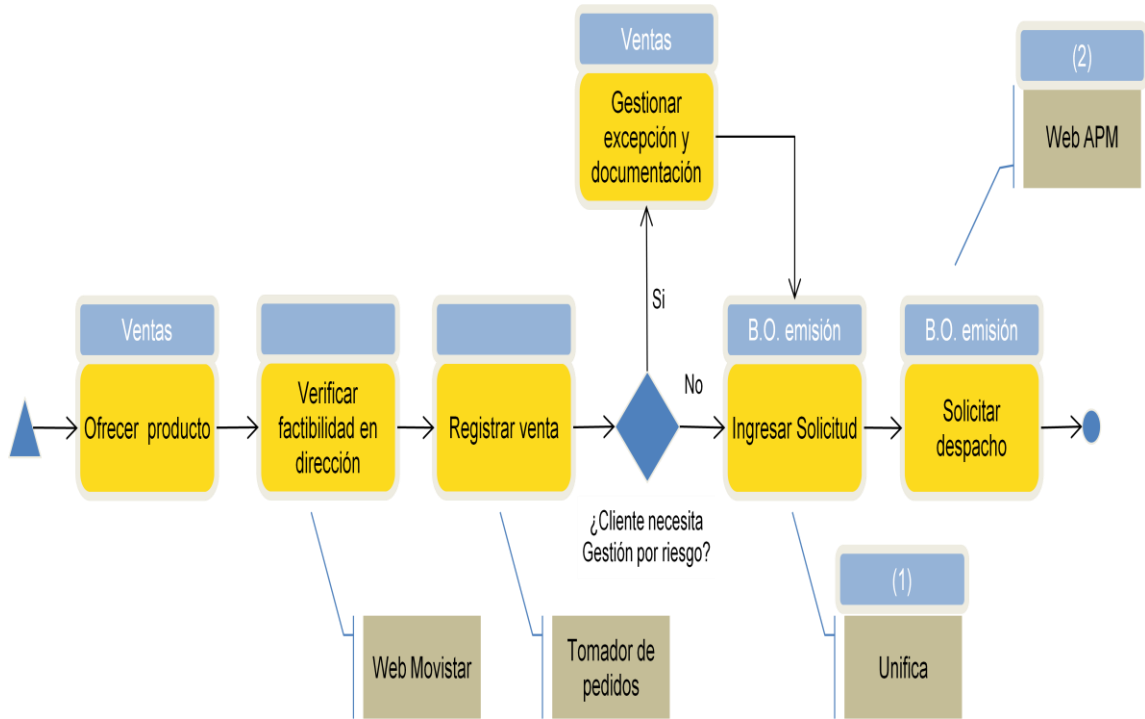 Ventas
Gestionar
excepción y
documentación
(2)
Web APM
Si
Ventas
Ofrecer producto
Verificar
factibilidad en
dirección
Registrar venta
No
B.O. emisión
Ingresar Solicitud
B.O. emisión
Solicitar
despacho
¿Cliente necesita
Gestión por riesgo?
Web Movistar
Tomador de
pedidos
(1)
Unifica